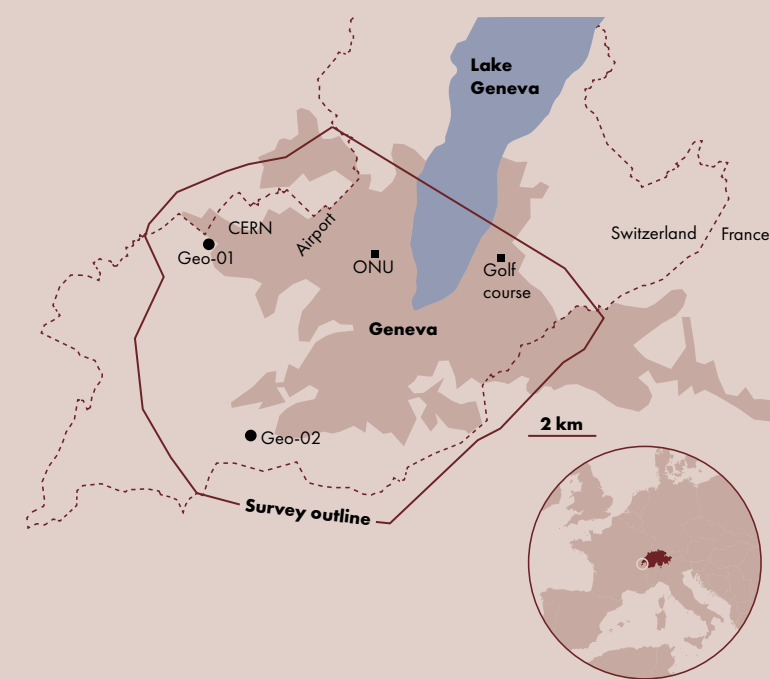 Lake
Geneva
Switzerland
France
CERN
Airport
Geo-01
ONU
Golf
course
Geneva
2 km
Geo-02
Survey outline